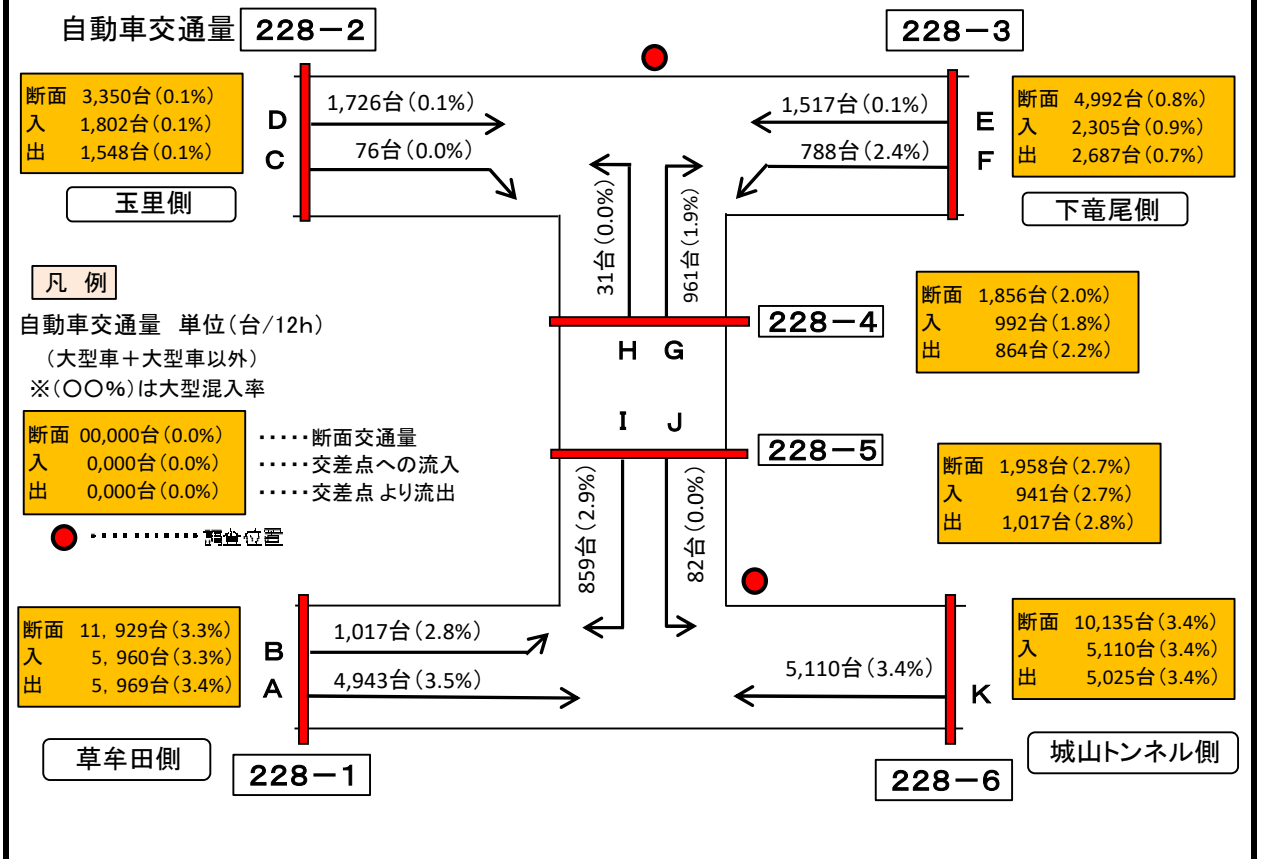 自動車交通量 228-2
228-3
断面 3,350台(0.1%)
入 1,802台(0.1%)
出 1,548台(0.1%)
玉里側
D
1,726台(0.1%)
C
76台(0.0%)
1,517台(0.1%)
E
788台(2.4%)
F
断面 4,992台(0.8%)
入 2,305台(0.9%)
出 2,687台(0.7%)
下竜尾側
31台(0.0%)
961台(1.9%)
228-4
H G
断面 1,856台(2.0%)
入 992台(1.8%)
出 864台(2.2%)
凡 例
自動車交通量 単位(台/12h)
(大型車+大型車以外)
※(〇〇%)は大型混入率
断面 00,000台(0.0%) ・・・・・断面交通量
入 0,000台(0.0%) ・・・・・交差点への流入
出 0,000台(0.0%) ・・・・・交差点 より流出
・・・・・・・・・・調査位置
I J
228-5
859台(2.9%)
82台(0.0%)
断面 1,958台(2.7%)
入 941台(2.7%)
出 1,017台(2.8%)
断面 11, 929台(3.3%)
入 5, 960台(3.3%)
出 5, 969台(3.4%)
B
1,017台(2.8%)
A
4,943台(3.5%)
草牟田側
228-1
5,110台(3.4%)
K
断面 10,135台(3.4%)
入 5,110台(3.4%)
出 5,025台(3.4%)
城山トンネル側
228-6